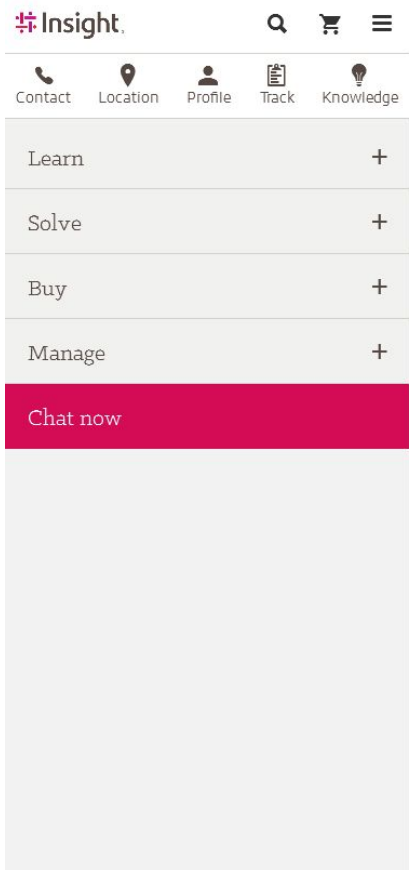 Insight.
Contact Location Profile Track Knowledge
Learn
Solve
Buy
Manage
Chat now